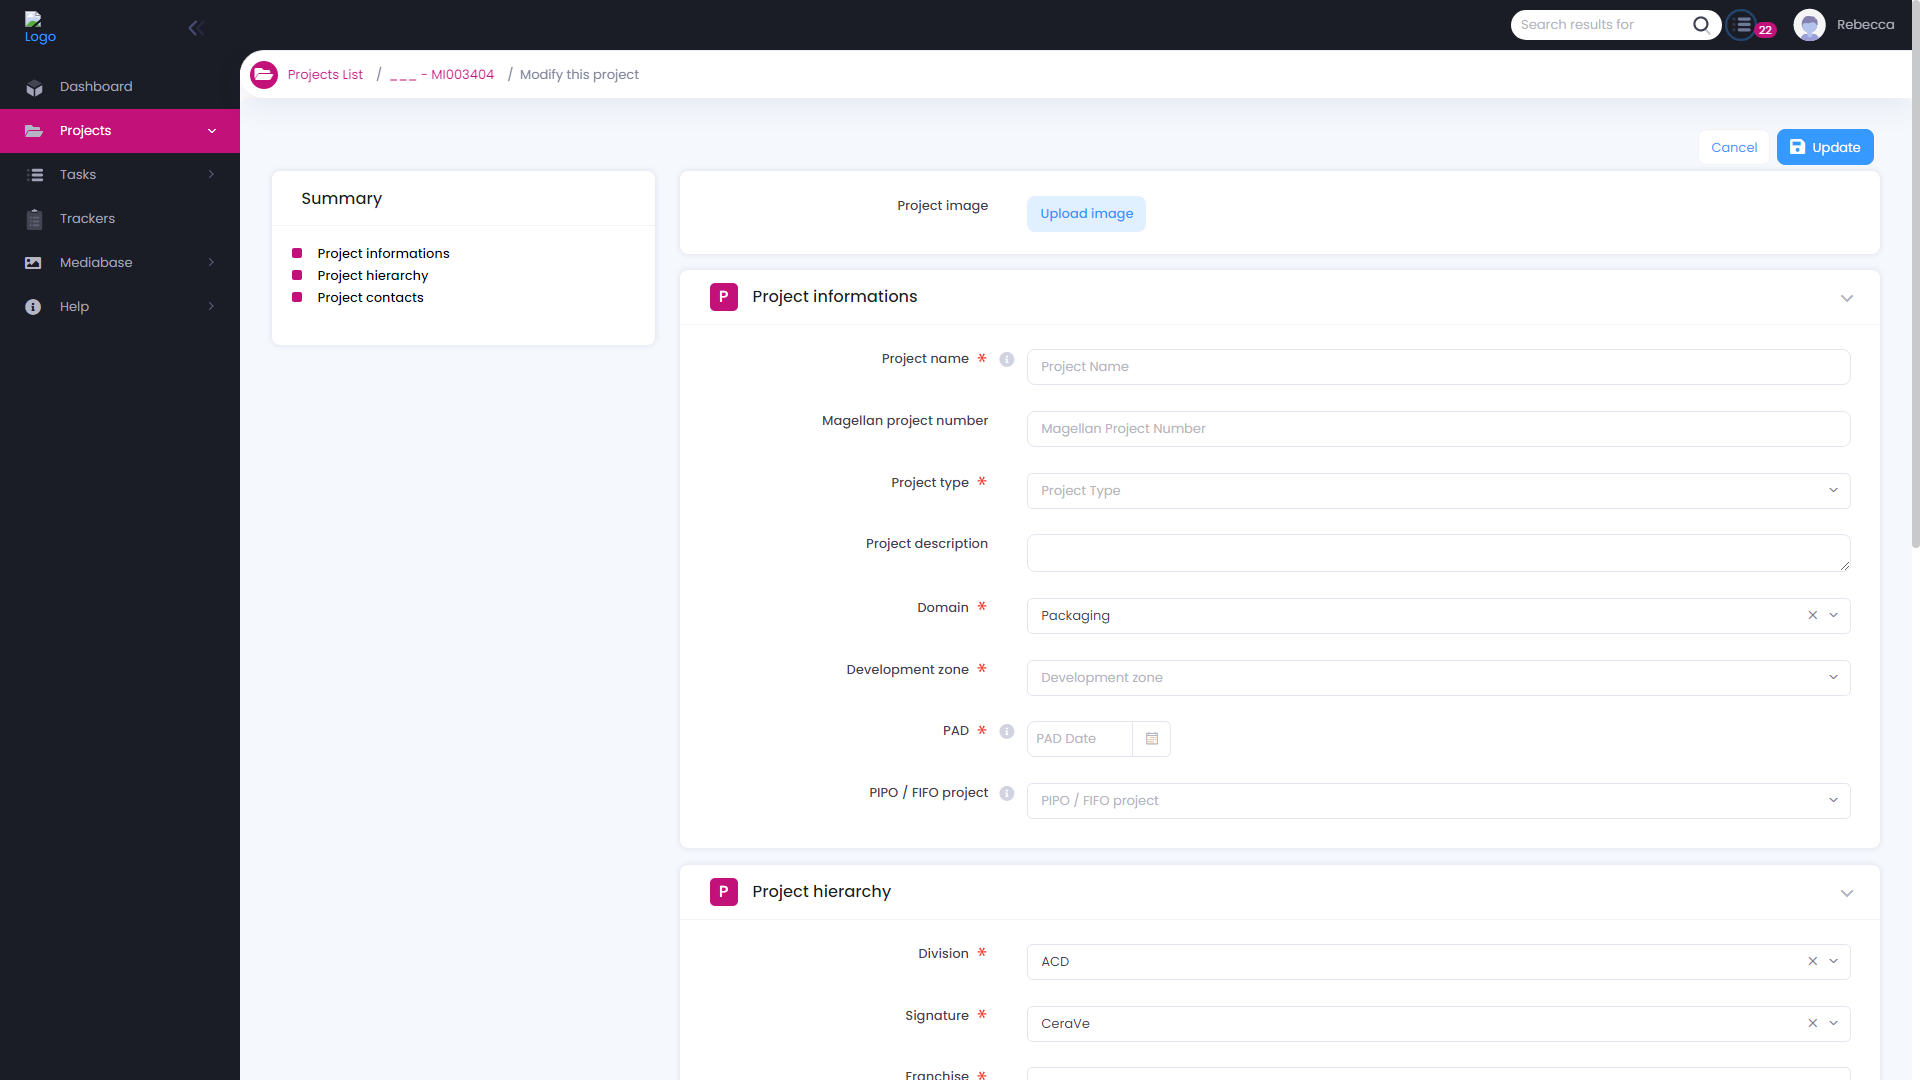 Logo
Search results for
22
Rebecca
Dashboard
Projects
Tasks
Trackers
Mediabase
Help
Projects List / ___ - MI003404 / Modify this project
Cancel
Update
Summary
Project informations
Project hierarchy
Project contacts
Project image
Upload image
P Project informations
Project name *
Project Name
Magellan project number
Magellan Project Number
Project type *
Project Type
Project description
Domain *
Packaging
Development zone *
Development zone
PAD *
PAD Date
PIPO / FIFO project
PIPO / FIFO project
P Project hierarchy
Division *
ACD
Signature *
CeraVe
Franchise *